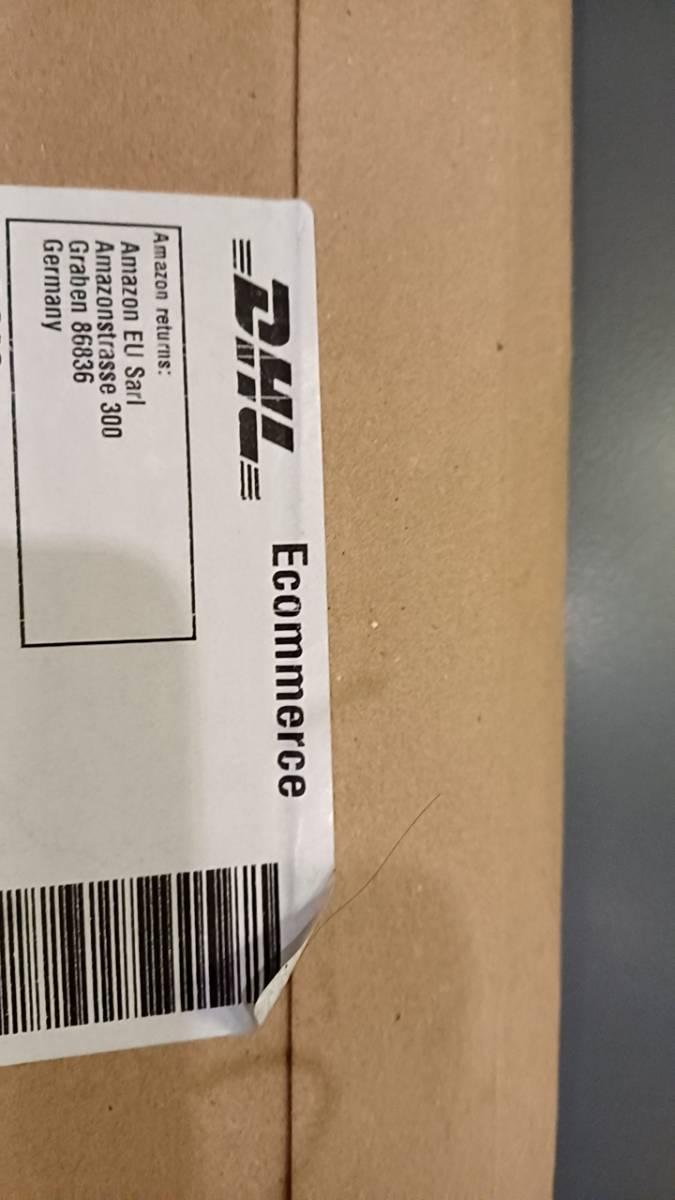 DHL Ecommerce
Amazon returns:
Amazon EU Sarl
Amazonstrasse 300
Graben 86836
Germany